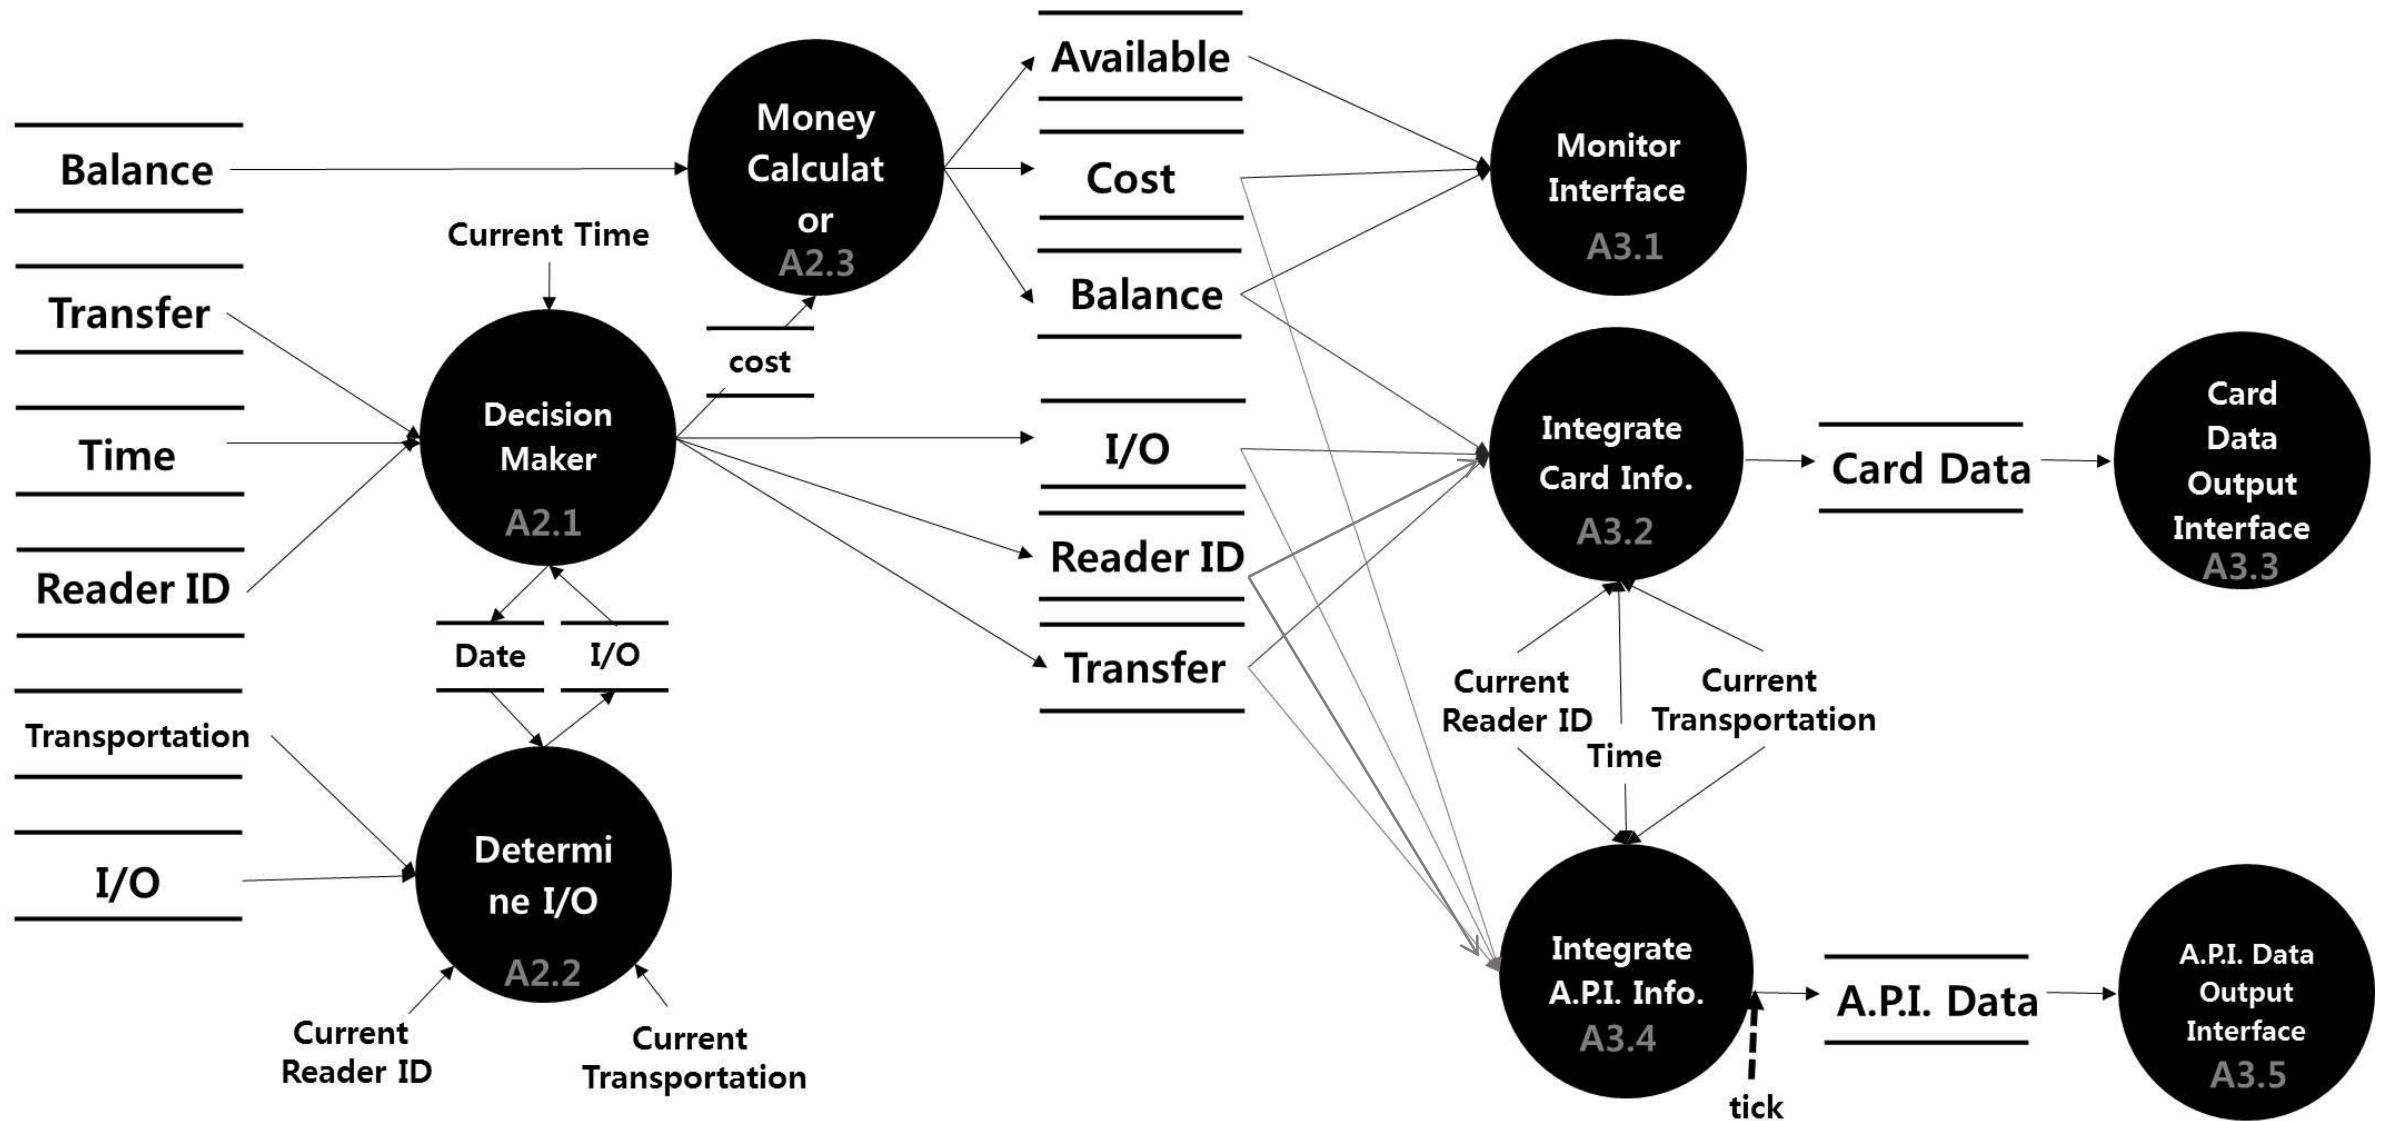 Balance
Transfer
Time
Reader ID
Transportation
I/O
Current Time
Decision
Maker
A2.1
Date
I/O
Determi
ne I/O
A2.2
Current
Reader ID
Current
Transportation
Money
Calculat
or
A2.3
cost
Available
Cost
Balance
I/O
Reader ID
Transfer
Monitor
Interface
A3.1
Integrate
Card Info.
A3.2
Current
Reader ID
Time
Current
Transportation
Integrate
A.P.I. Info.
A3.4
tick
Card Data
A.P.I. Data
Card
Data
Output
Interface
A3.3
A.P.I. Data
Output
Interface
A3.5